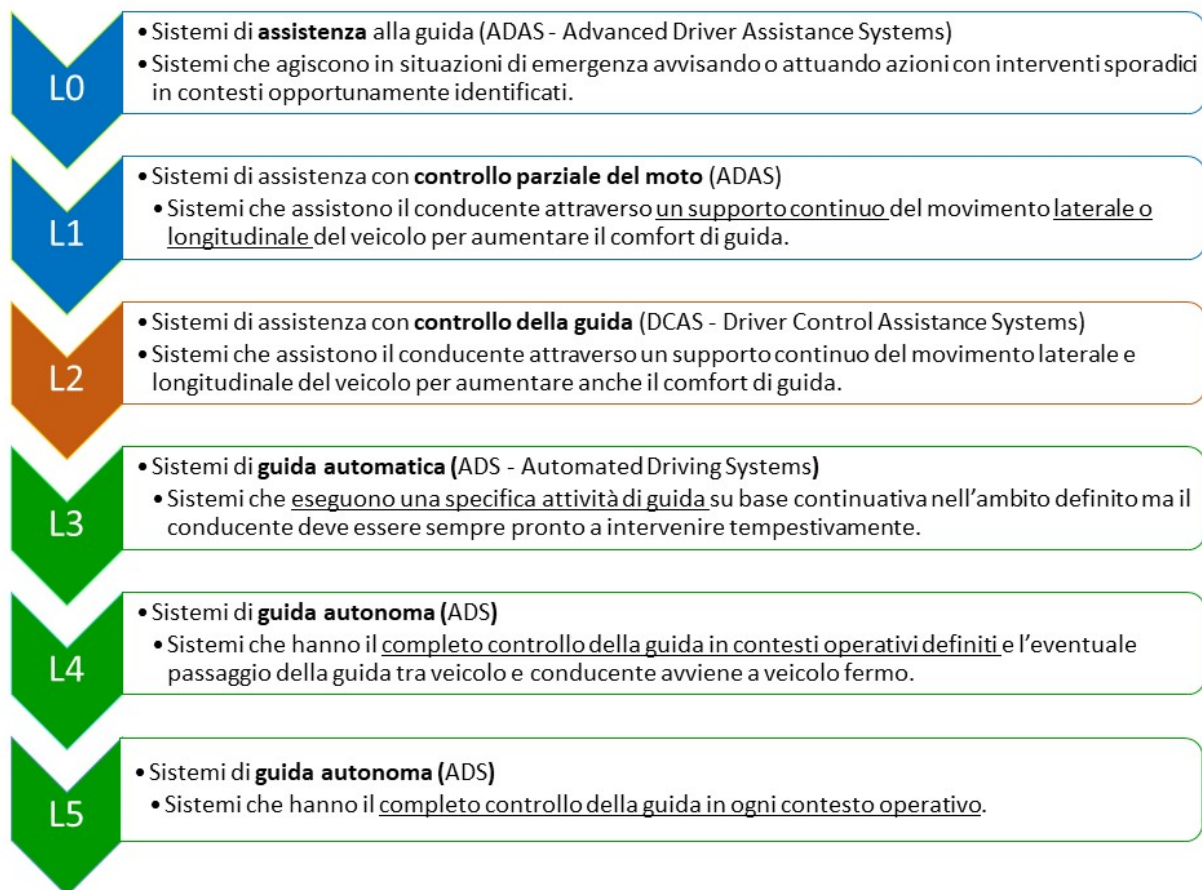 L0
• Sistemi di assistenza alla guida (ADAS - Advanced Driver Assistance Systems)
• Sistemi che agiscono in situazioni di emergenza avvisando o attuando azioni con interventi sporadici
in contesti opportunamente identificati.
L1
• Sistemi di assistenza con controllo parziale del moto (ADAS)
• Sistemi che assistono il conducente attraverso un supporto continuo del movimento laterale o
longitudinale del veicolo per aumentare il comfort di guida.
L2
• Sistemi di assistenza con controllo della guida (DCAS - Driver Control Assistance Systems)
• Sistemi che assistono il conducente attraverso un supporto continuo del movimento laterale e
longitudinale del veicolo per aumentare anche il comfort di guida.
L3
• Sistemi di guida automatica (ADS - Automated Driving Systems)
• Sistemi che eseguono una specifica attività di guida su base continuativa nell'ambito definito ma il
conducente deve essere sempre pronto a intervenire tempestivamente.
L4
• Sistemi di guida autonoma (ADS)
• Sistemi che hanno il completo controllo della guida in contesti operativi definiti e l'eventuale
passaggio della guida tra veicolo e conducente avviene a veicolo fermo.
L5
• Sistemi di guida autonoma (ADS)
• Sistemi che hanno il completo controllo della guida in ogni contesto operativo.